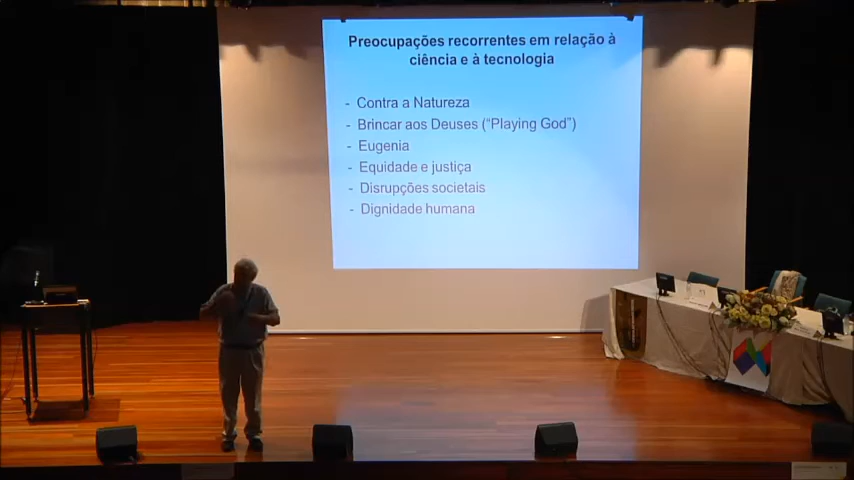 Preocupações recorrentes em relação à
ciência e à tecnologia
- Contra a Natureza
- Brincar aos Deuses (“Playing God”)
- Eugenia
- Equidade e justiça
- Disrupções societais
- Dignidade humana